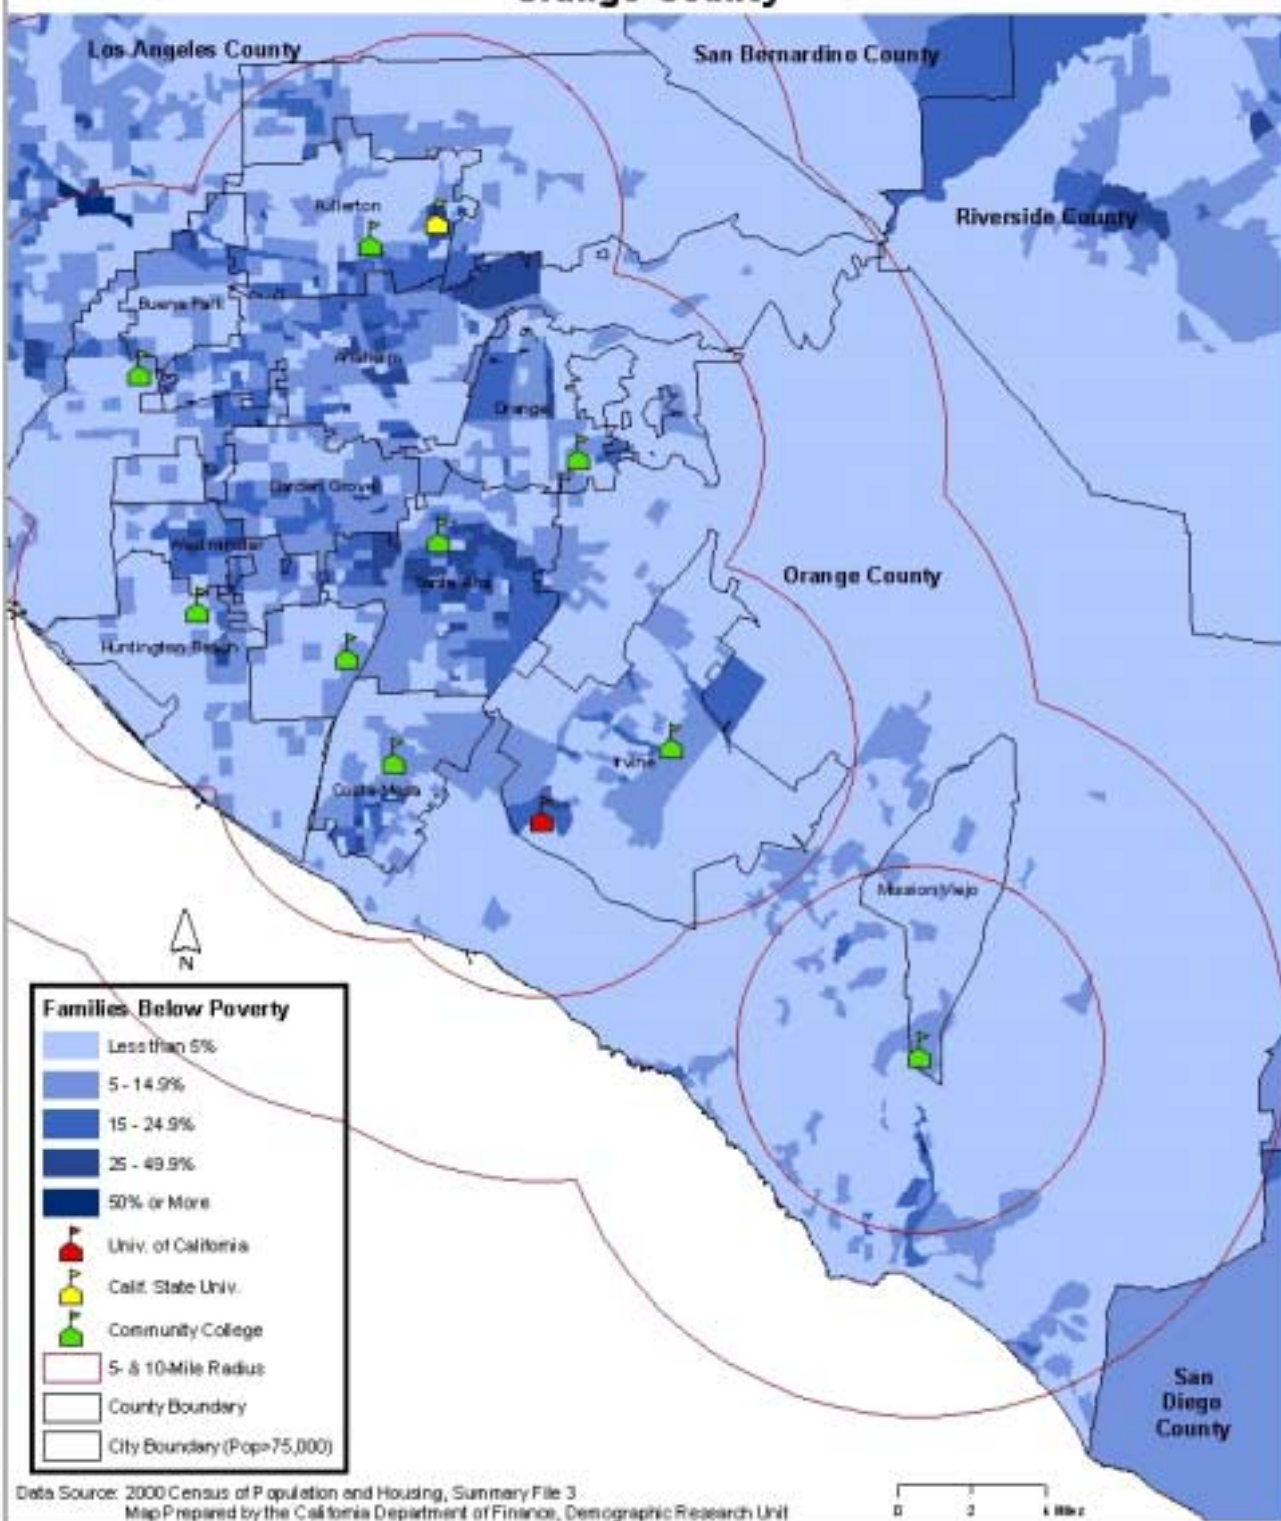 Orange County
Los Angeles County
San Bernardino County
Riverside County
Fullerton
Buena Park
Anaheim
Orange
Garden Grove
Westminster
Santa Ana
Orange County
Huntington Beach
Irvine
Costa Mesa
Mission Viejo
N
Families Below Poverty
Less than 5%
5 - 14.9%
15 - 24.9%
25 - 49.9%
50% or More
Univ. of California
Calif. State Univ.
Community College
5- & 10-Mile Radius
County Boundary
City Boundary (Pop>75,000)
San
Diego
County
Data Source: 2000 Census of Population and Housing, Summary File 3
Map Prepared by the California Department of Finance, Demographic Research Unit
0 2 4 Miles